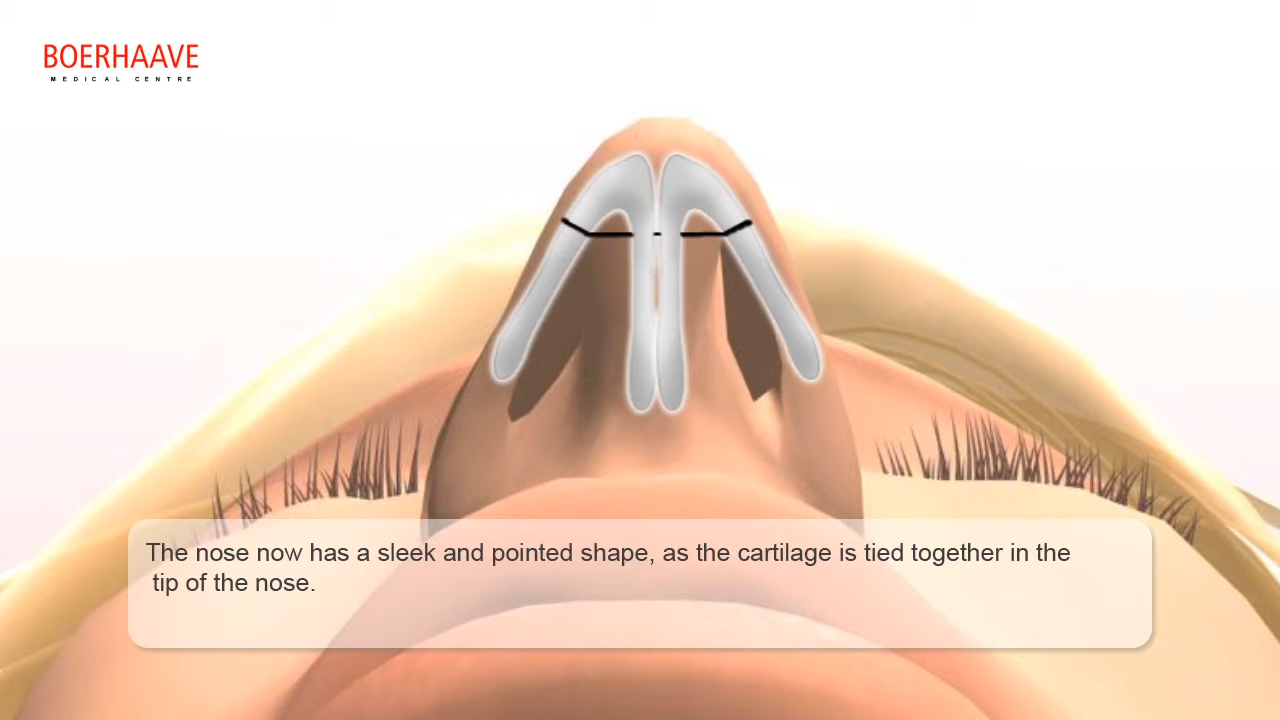 BOERHAAVE
MEDICAL CENTRE
The nose now has a sleek and pointed shape, as the cartilage is tied together in the
tip of the nose.